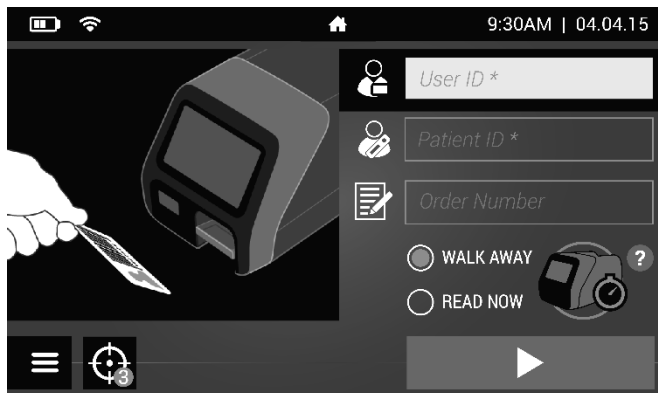 9:30AM | 04.04.15
User ID *
Patient ID *
Order Number
WALK AWAY
?
READ NOW
3